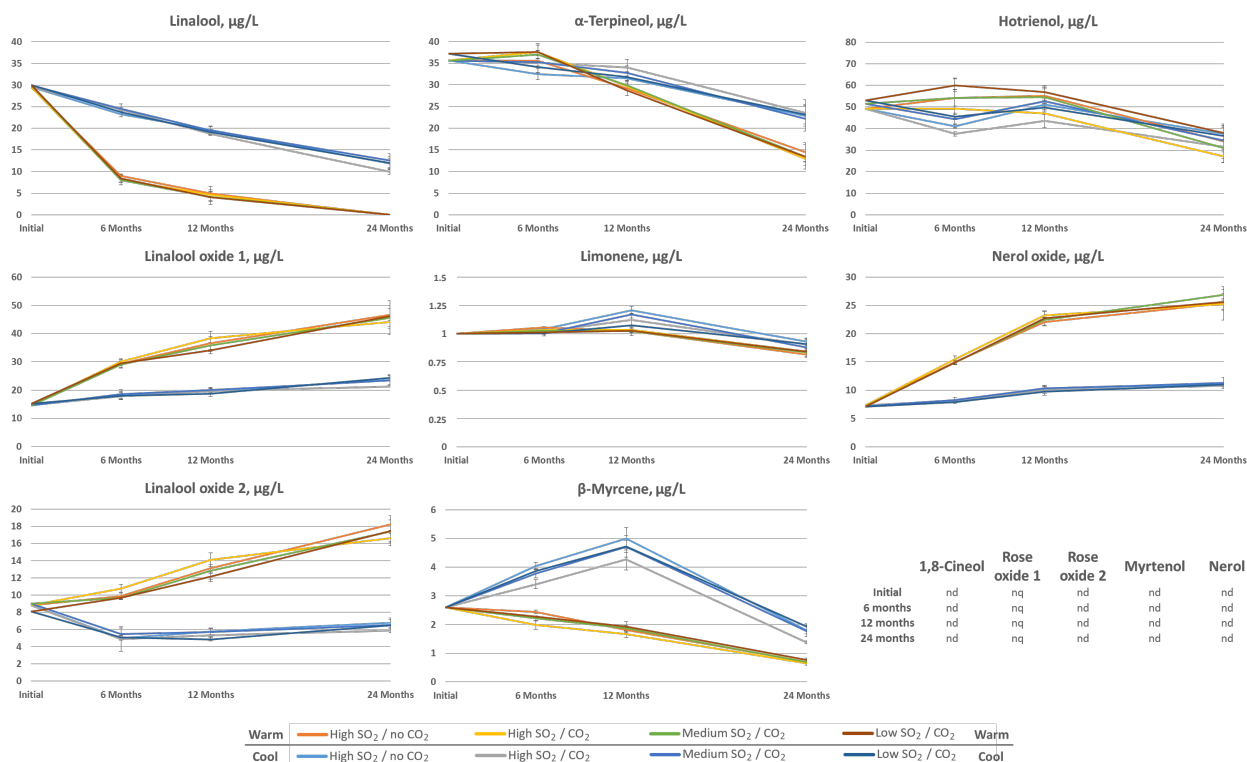 Linalool, µg/L
40
35
30
25
20
15
10
5
0
Initial 6 Months 12 Months 24 Months
α-Terpineol, µg/L
40
35
30
25
20
15
10
5
0
Initial 6 Months 12 Months 24 Months
Hotrienol, µg/L
80
70
60
50
40
30
20
10
0
Initial 6 Months 12 Months 24 Months
Linalool oxide 1, µg/L
60
50
40
30
20
10
0
Initial 6 Months 12 Months 24 Months
Limonene, µg/L
1.5
1.25
1
0.75
0.5
0.25
0
Initial 6 Months 12 Months 24 Months
Nerol oxide, µg/L
30
25
20
15
10
5
0
Initial 6 Months 12 Months 24 Months
Linalool oxide 2, µg/L
20
18
16
14
12
10
8
6
4
2
0
Initial 6 Months 12 Months 24 Months
β-Myrcene, µg/L
6
5
4
3
2
1
0
Initial 6 Months 12 Months 24 Months
1,8-Cineol Rose oxide 1 Rose oxide 2 Myrtenol Nerol
Initial nd nq nd nd nd
6 months nd nq nd nd nd
12 months nd nq nd nd nd
24 months nd nq nd nd nd
Warm High SO₂ / no CO₂ High SO₂ / CO₂ Medium SO₂ / CO₂ Low SO₂ / CO₂ Warm
Cool High SO₂ / no CO₂ High SO₂ / CO₂ Medium SO₂ / CO₂ Low SO₂ / CO₂ Cool